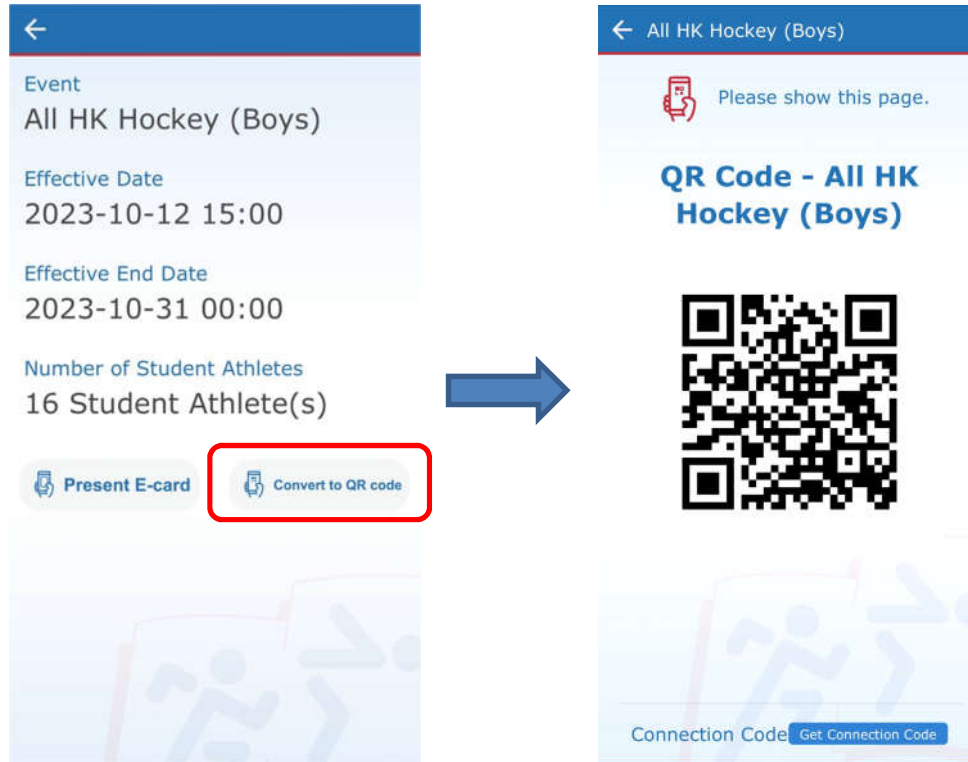 Event
All HK Hockey (Boys)
Effective Date
2023-10-12 15:00
Effective End Date
2023-10-31 00:00
Number of Student Athletes
16 Student Athlete(s)
Present E-card
Convert to QR code
All HK Hockey (Boys)
Please show this page.
QR Code - All HK
Hockey (Boys)
Connection Code Get Connection Code